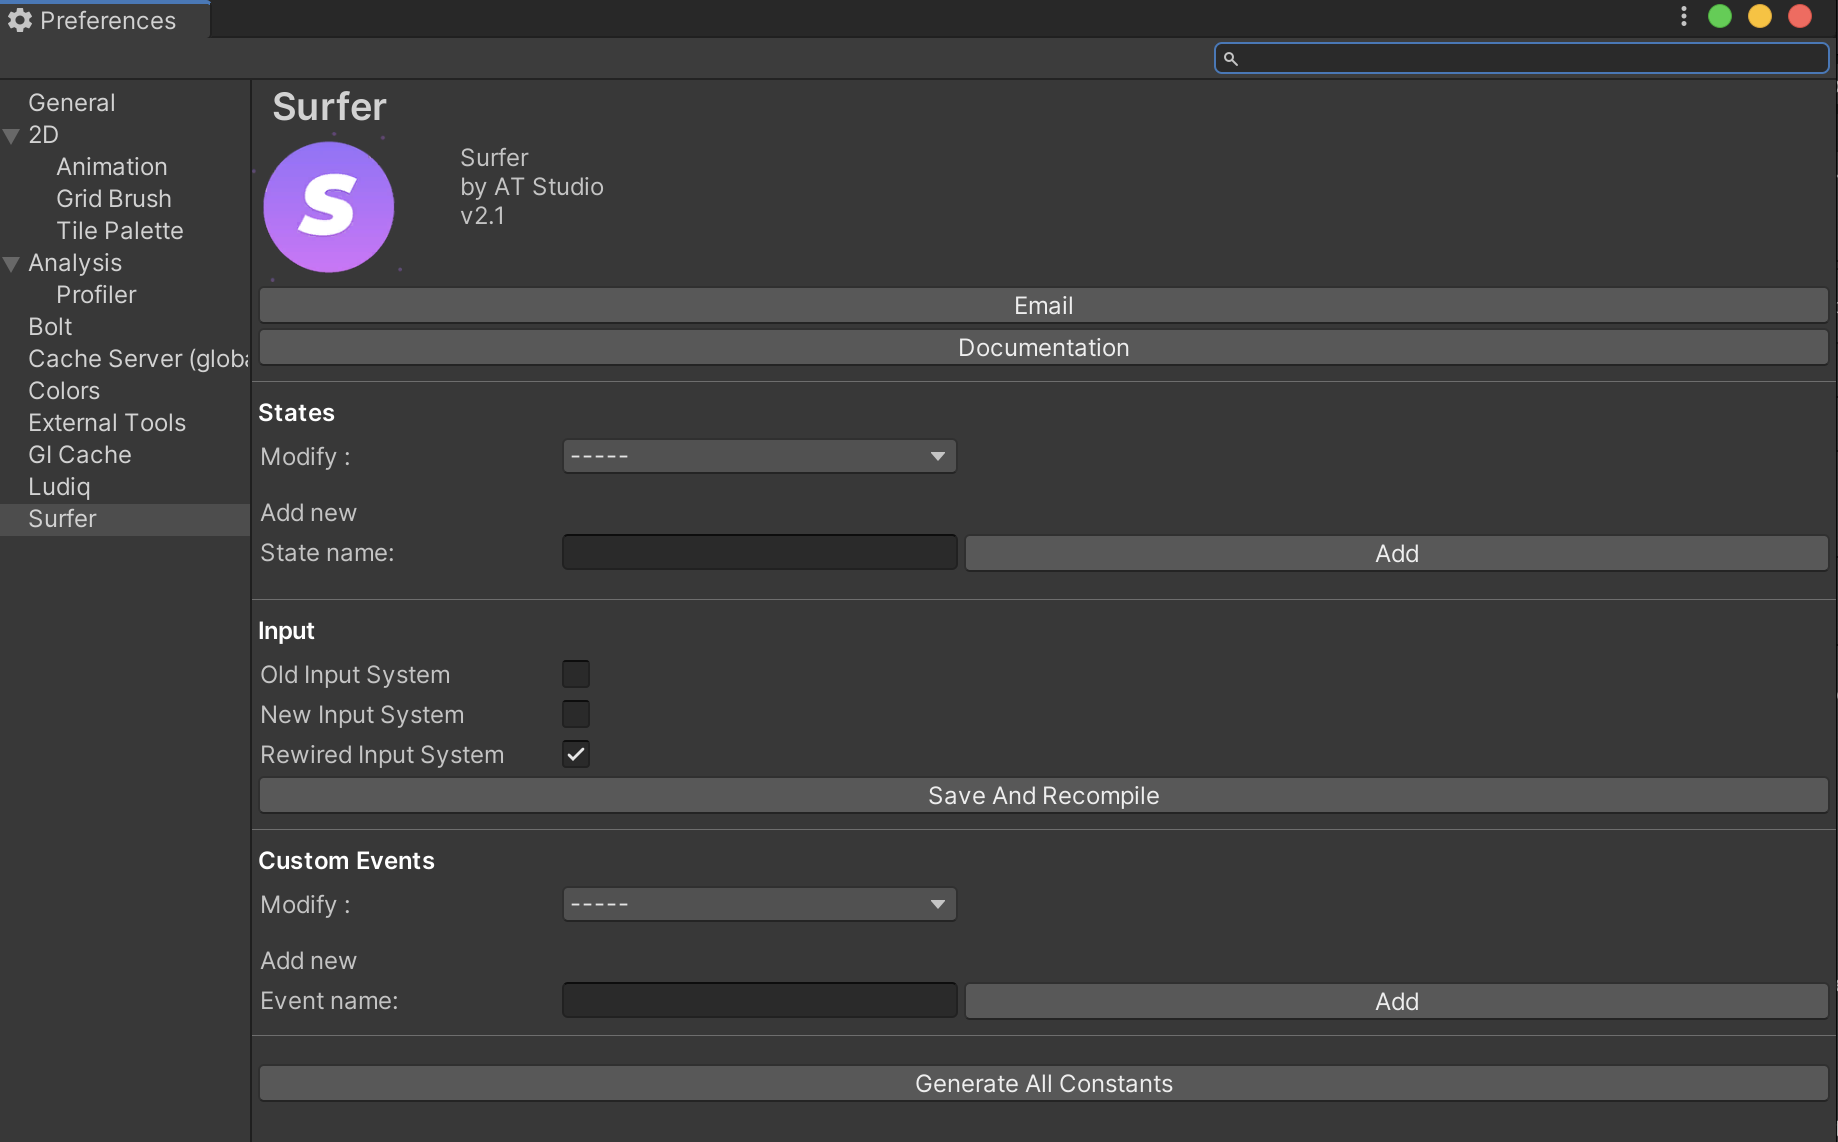 Preferences
General
2D
Animation
Grid Brush
Tile Palette
Analysis
Profiler
Bolt
Cache Server (globa
Colors
External Tools
GI Cache
Ludiq
Surfer
Surfer
S
Surfer
by AT Studio
v2.1
Email
Documentation
States
Modify :
-----
Add new
State name:
Add
Input
Old Input System
New Input System
Rewired Input System
Save And Recompile
Custom Events
Modify :
-----
Add new
Event name:
Add
Generate All Constants